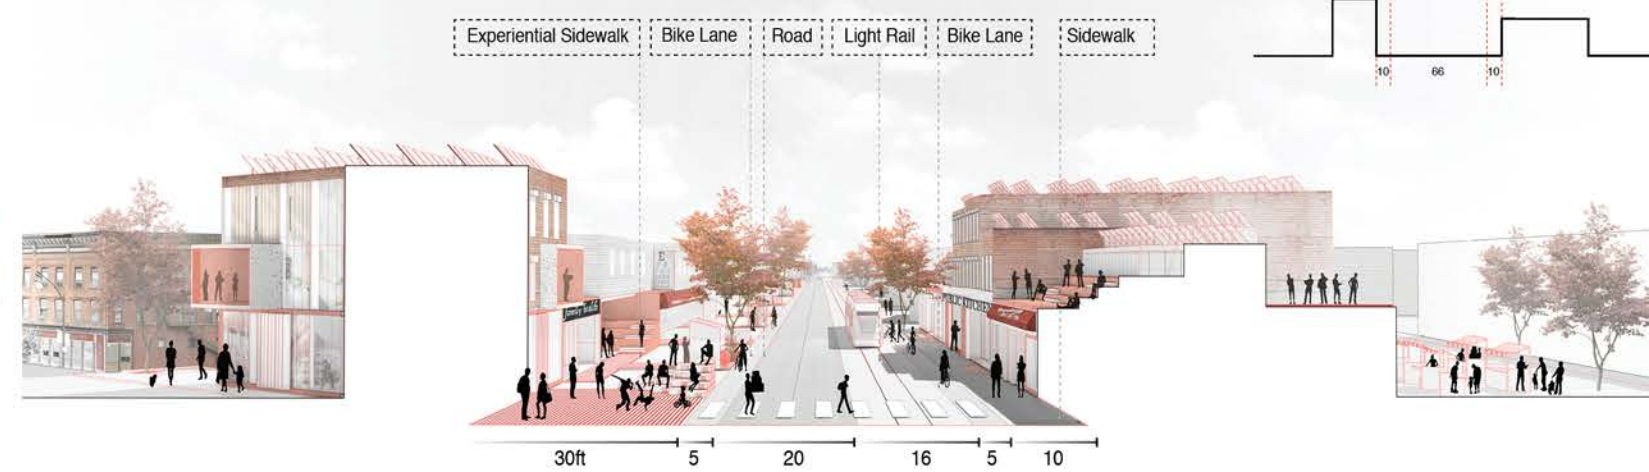 Experiential Sidewalk
Bike Lane
Road
Light Rail
Bike Lane
Sidewalk
10
66
10
30ft
5
20
16
5
10